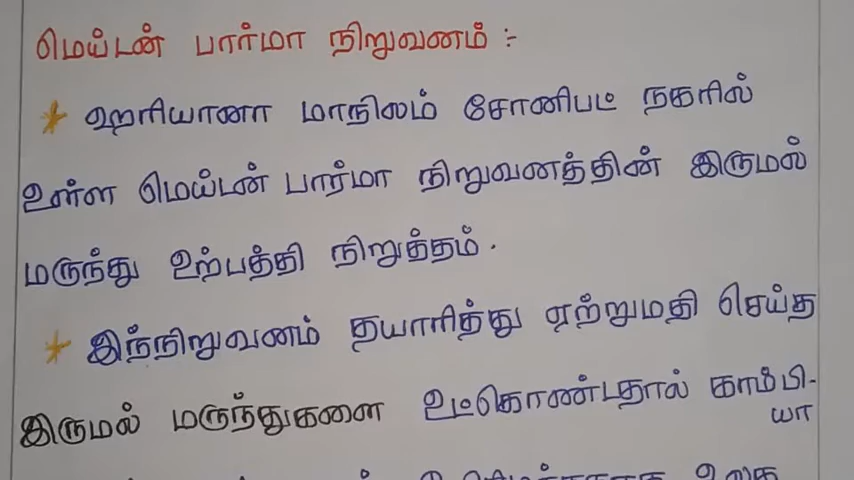 மெய்டன் பார்மா நிறுவனம் :-
* ஹரியானா மாநிலம் சோனிபட் நகரில்
உள்ள மெய்டன் பார்மா நிறுவனத்தின் இருமல்
மருந்து உற்பத்தி நிறுத்தம்.
* இந்நிறுவனம் தயாரித்து ஏற்றுமதி செய்த
இருமல் மருந்துகளை உட்கொண்டதால் காம்பி-
யா